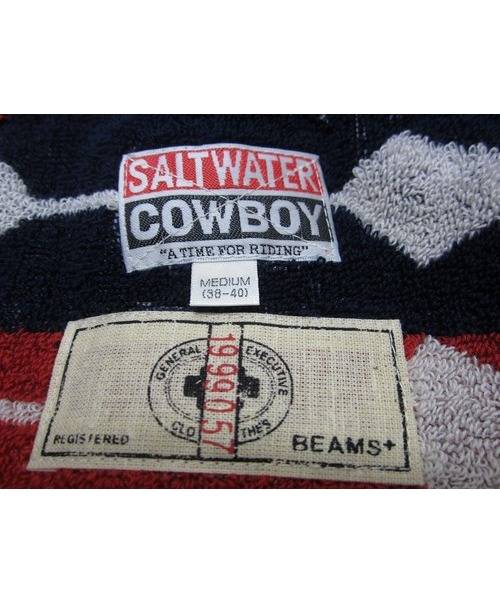 SALTWATER
COWBOY
"A TIME FOR RIDING"
MEDIUM
(38-40)
GENERAL EXECUTIVE
CLOTHES
1999057
REGISTERED
BEAMS+